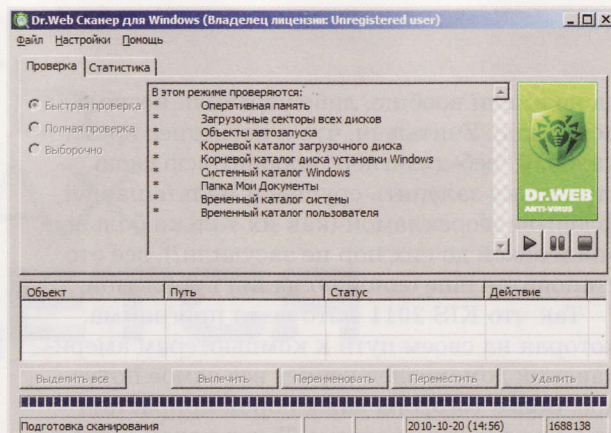 Dr.Web Сканер для Windows (Владелец лицензии: Unregistered user)
Файл Настройки Помощь
Проверка Статистика
Быстрая проверка
Полная проверка
Выборочно
В этом режиме проверяются:
* Оперативная память
* Загрузочные секторы всех дисков
* Объекты автозапуска
* Корневой каталог загрузочного диска
* Корневой каталог диска установки Windows
* Системный каталог Windows
* Папка Мои Документы
* Временный каталог системы
* Временный каталог пользователя
Dr.WEB
ANTI-VIRUS
Объект Путь Статус Действие
Выделить все Вылечить Переименовать Переместить Удалить
Подготовка сканирования 2010-10-20 (14:56) 1688138